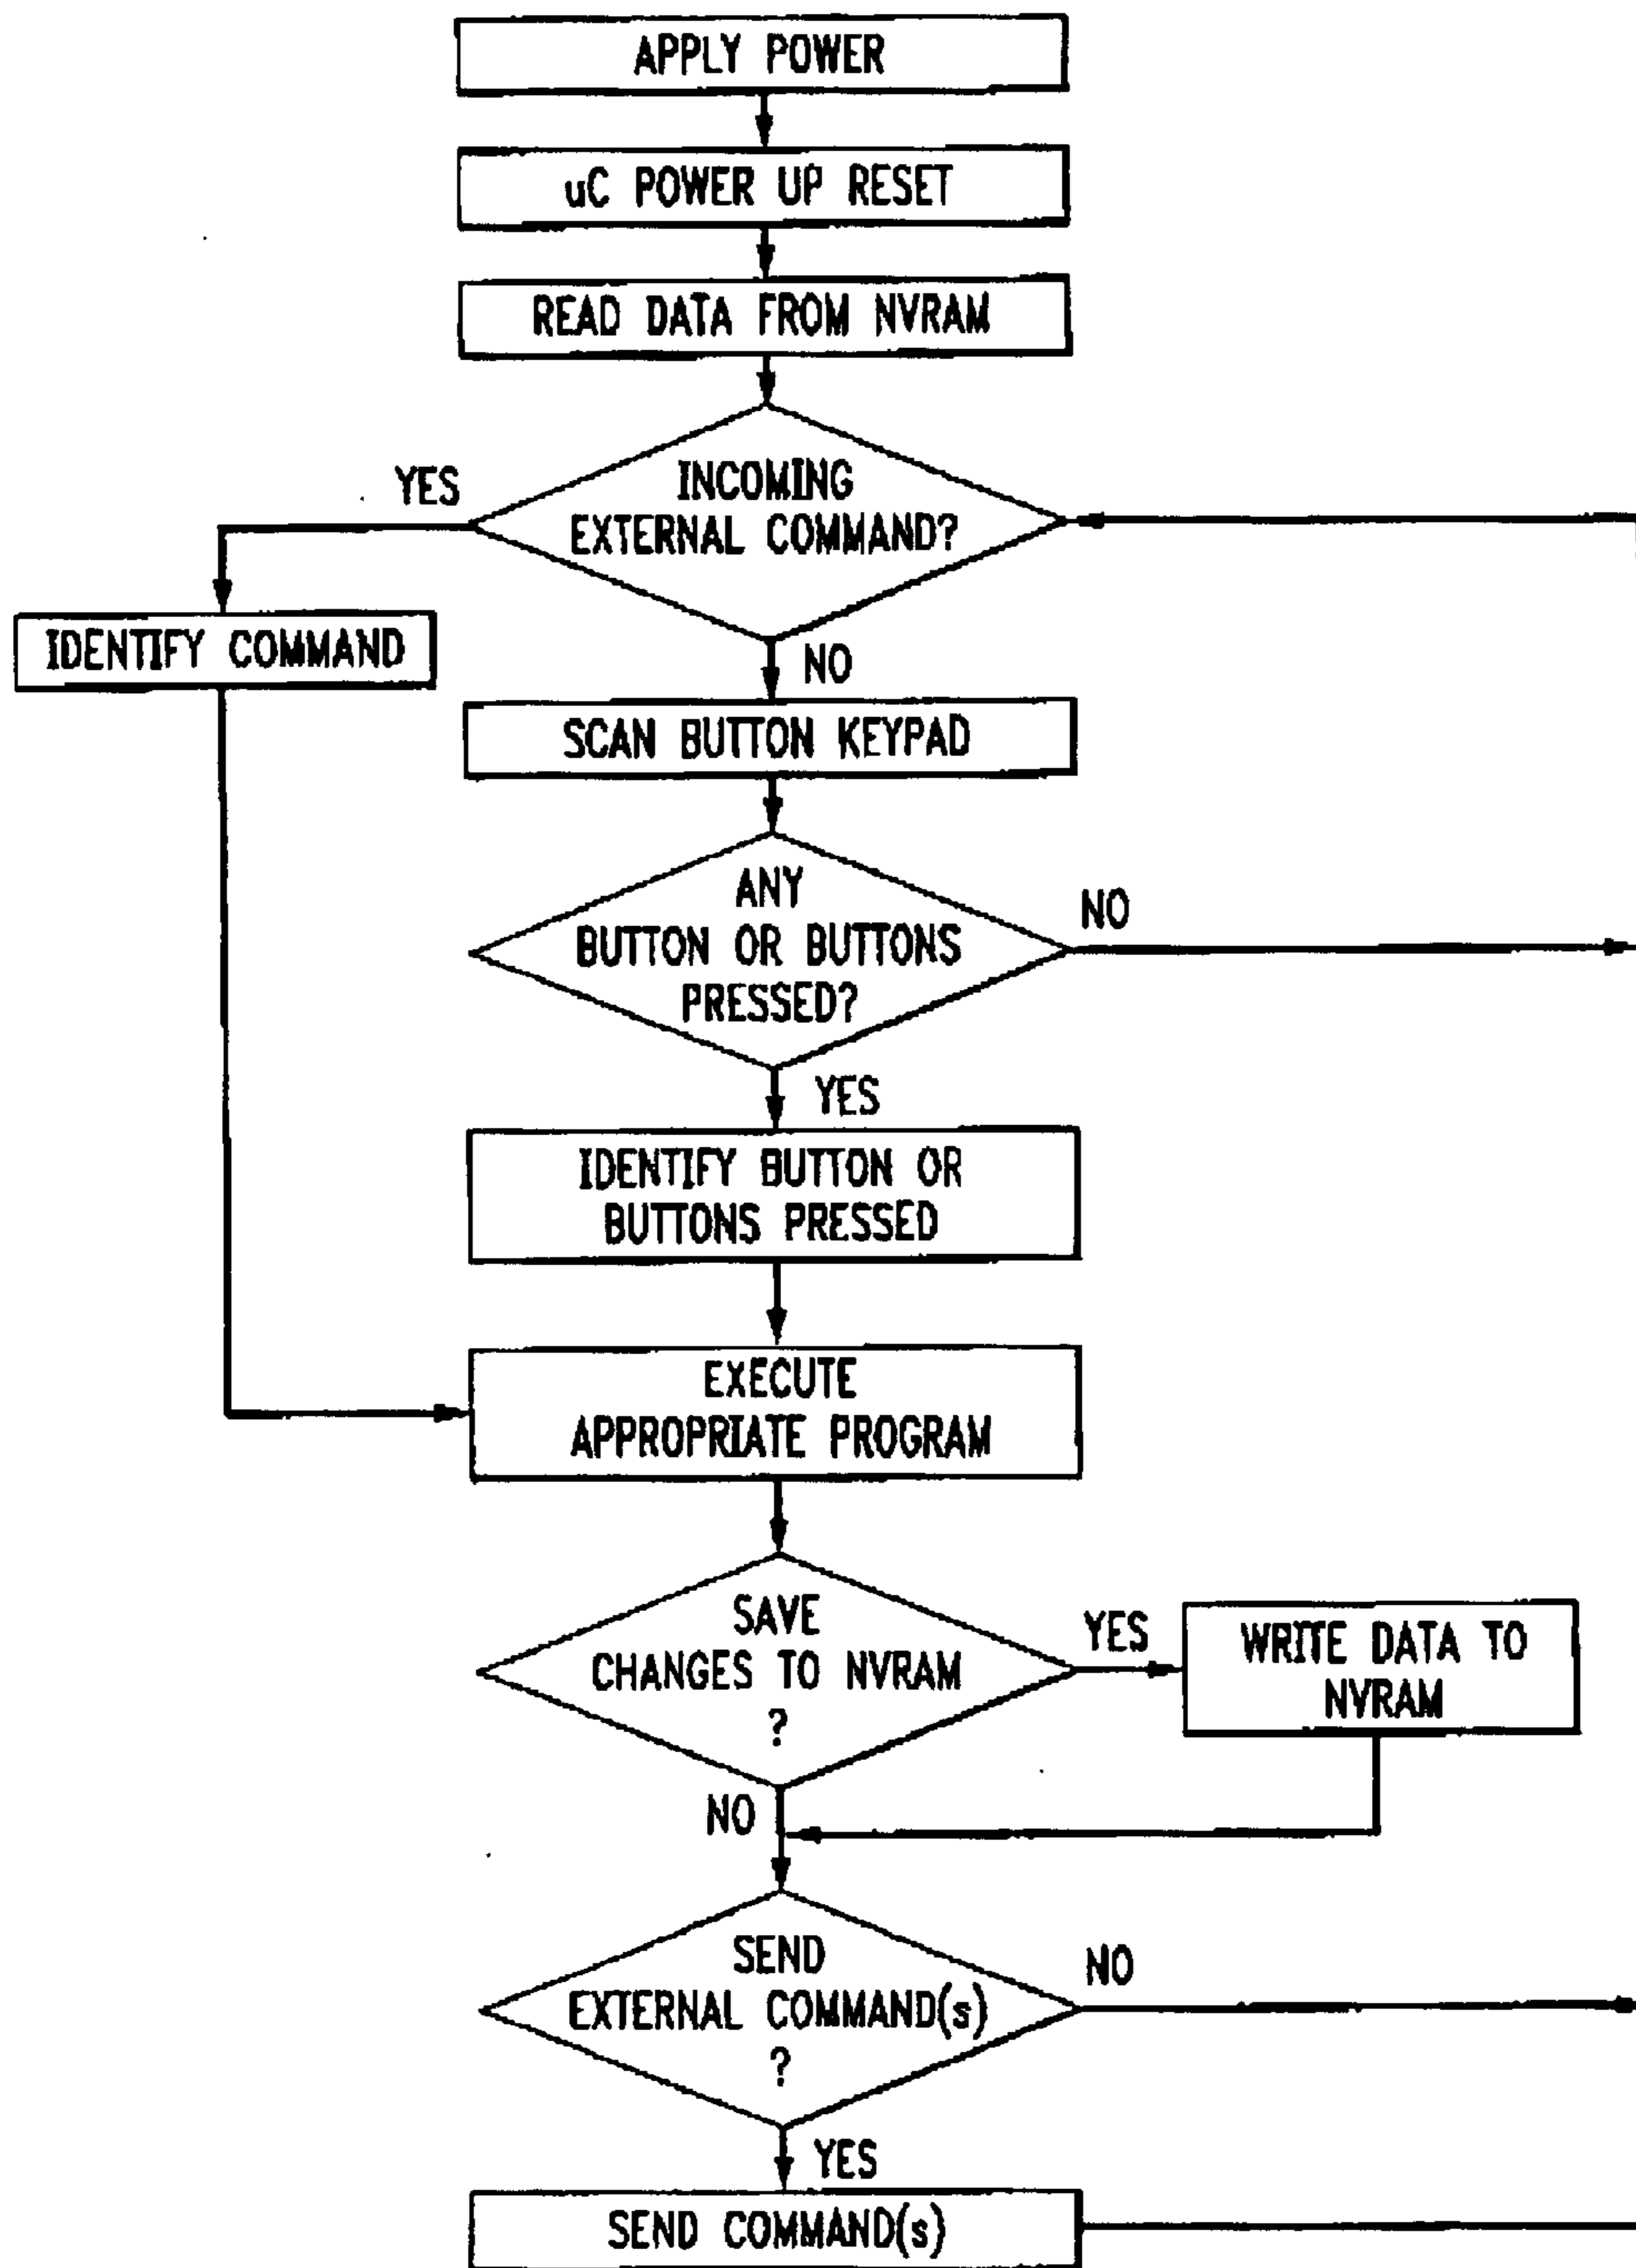 APPLY POWER
uC POWER UP RESET
READ DATA FROM NVRAM
YES
INCOMING
EXTERNAL COMMAND?
IDENTIFY COMMAND
NO
SCAN BUTTON KEYPAD
ANY
BUTTON OR BUTTONS
PRESSED?
NO
YES
IDENTIFY BUTTON OR
BUTTONS PRESSED
EXECUTE
APPROPRIATE PROGRAM
SAVE
CHANGES TO NVRAM
?
YES
WRITE DATA TO
NVRAM
NO
SEND
EXTERNAL COMMAND(s)
?
NO
YES
SEND COMMAND(s)